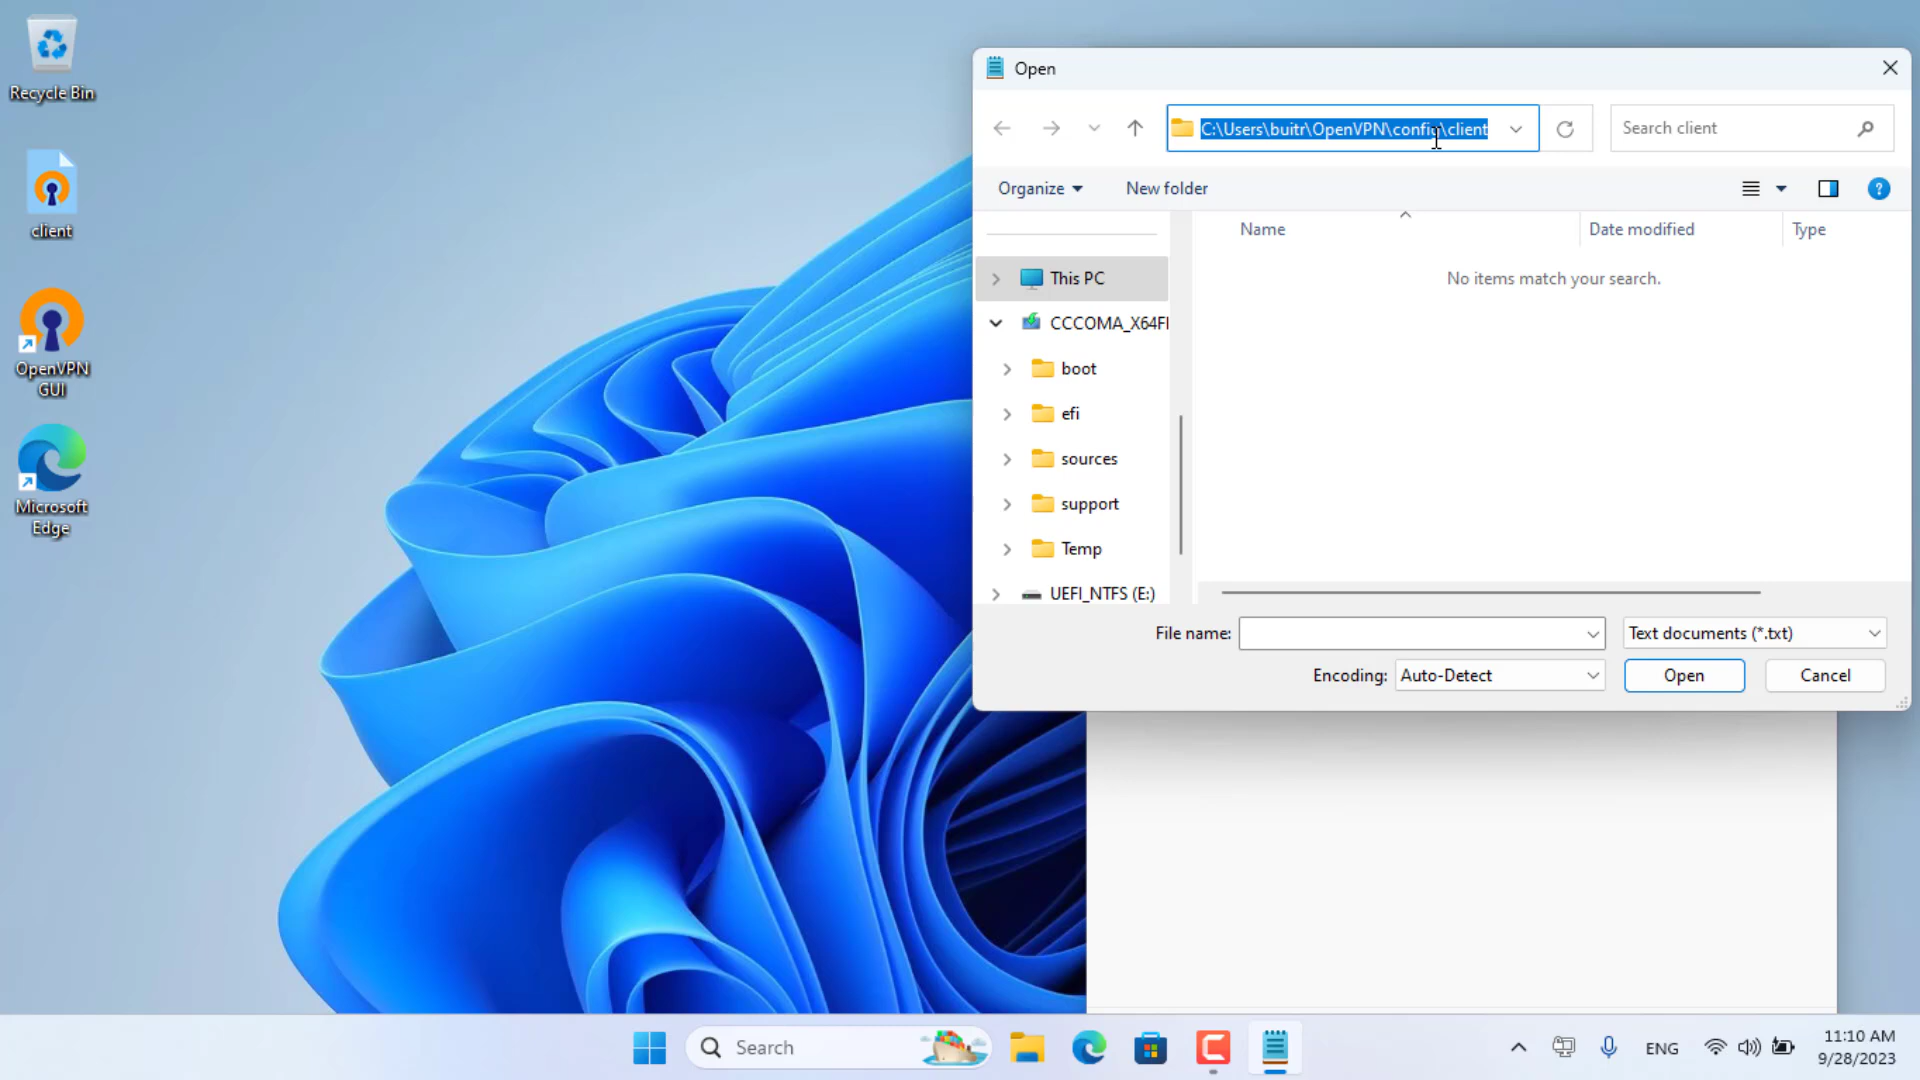 Recycle Bin
client
OpenVPN
GUI
Microsoft
Edge
Open
C:\Users\buitr\OpenVPN\config\client
Search client
Organize
New folder
Name
Date modified
Type
No items match your search.
This PC
CCCOMA_X64F
boot
efi
sources
support
Temp
UEFI_NTFS (E:)
File name:
Text documents (*.txt)
Encoding:
Auto-Detect
Open
Cancel
Search
ENG
11:10 AM
9/28/2023